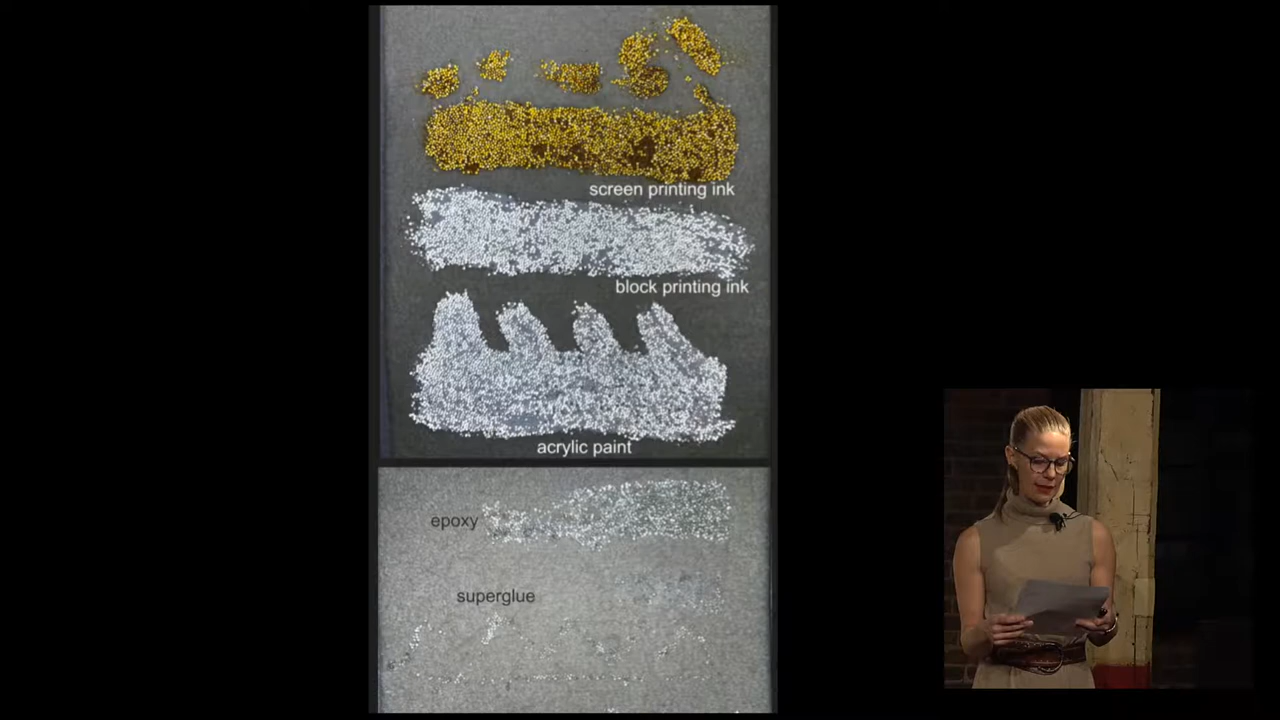 screen printing ink
block printing ink
acrylic paint
epoxy
superglue